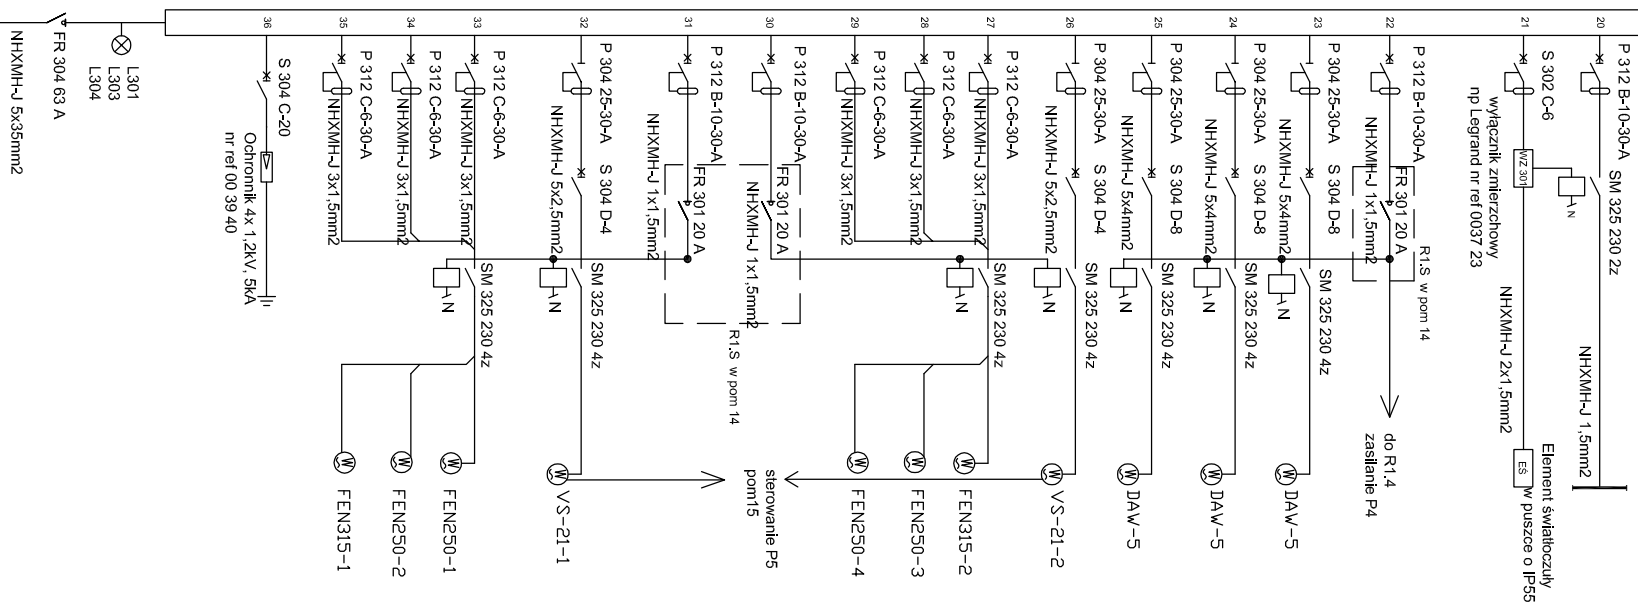 NHXMH-J 5x35mm2
FR 304 63 A
L301
L303
L304
36
S 304 C-20
Ochronnik 4x 1,2kV, 5kA
nr ref 00 39 40
35
P 312 C-6-30-A
NHXMH-J 3x1,5mm2
FEN315-1
34
P 312 C-6-30-A
NHXMH-J 3x1,5mm2
FEN250-2
33
P 312 C-6-30-A
NHXMH-J 3x1,5mm2
SM 325 230 4z
N
FEN250-1
32
P 304 25-30-A
S 304 D-4
NHXMH-J 5x2,5mm2
SM 325 230 4z
N
VS-21-1
31
P 312 B-10-30-A
NHXMH-J 1x1,5mm2
FR 301 20 A
30
P 312 B-10-30-A
FR 301 20 A
NHXMH-J 1x1,5mm2
R1.S w pom 14
sterowanie P5
pom15
29
P 312 C-6-30-A
NHXMH-J 3x1,5mm2
FEN250-4
28
P 312 C-6-30-A
NHXMH-J 3x1,5mm2
FEN250-3
27
P 312 C-6-30-A
NHXMH-J 3x1,5mm2
SM 325 230 4z
N
FEN315-2
26
P 304 25-30-A
S 304 D-4
NHXMH-J 5x2,5mm2
SM 325 230 4z
N
VS-21-2
25
P 304 25-30-A
S 304 D-8
NHXMH-J 5x4mm2
SM 325 230 4z
N
DAW-5
24
P 304 25-30-A
S 304 D-8
NHXMH-J 5x4mm2
SM 325 230 4z
N
DAW-5
23
P 304 25-30-A
S 304 D-8
NHXMH-J 5x4mm2
SM 325 230 4z
N
DAW-5
22
P 312 B-10-30-A
NHXMH-J 1x1,5mm2
FR 301 20 A
R1.S w pom 14
do R1.4
zasilanie P4
21
S 302 C-6
wyłącznik zmierzchowy
np Legrand nr ref 0037 23
WZ 301
N
NHXMH-J 2x1,5mm2
EŚ
Element światłoczuły
w puszce o IP55
20
P 312 B-10-30-A
SM 325 230 2z
NHXMH-J 1,5mm2
W
W
W
W
W
W
W
W
W
W
W